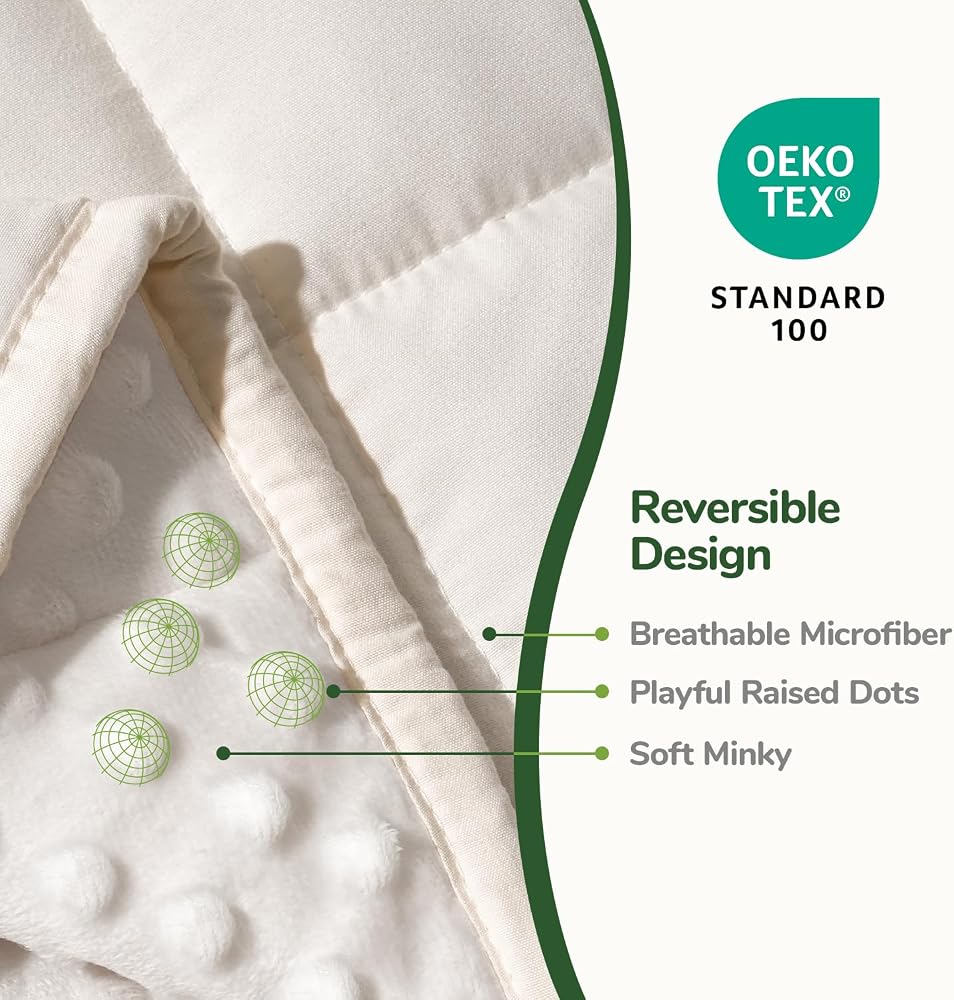 OEKO
TEX®
STANDARD
100
Reversible
Design
Breathable Microfiber
Playful Raised Dots
Soft Minky